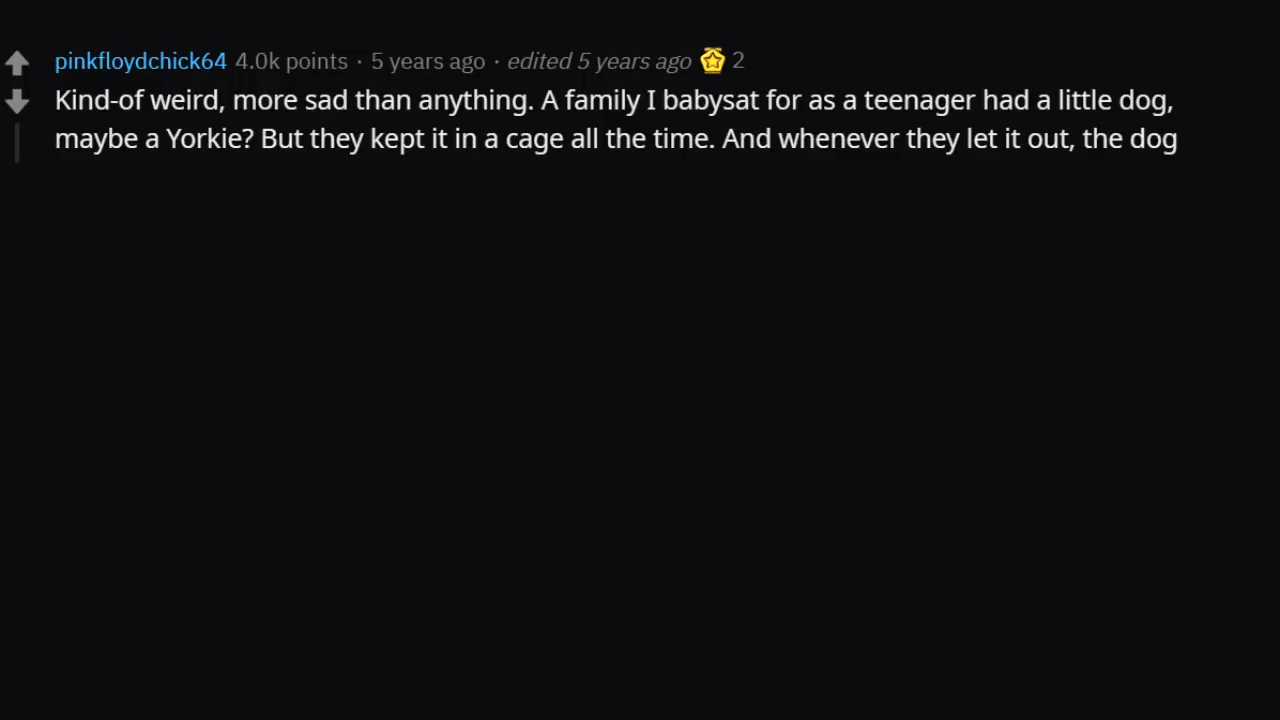 pinkfloydchick64 4.0k points · 5 years ago · edited 5 years ago 2
Kind-of weird, more sad than anything. A family I babysat for as a teenager had a little dog,
maybe a Yorkie? But they kept it in a cage all the time. And whenever they let it out, the dog